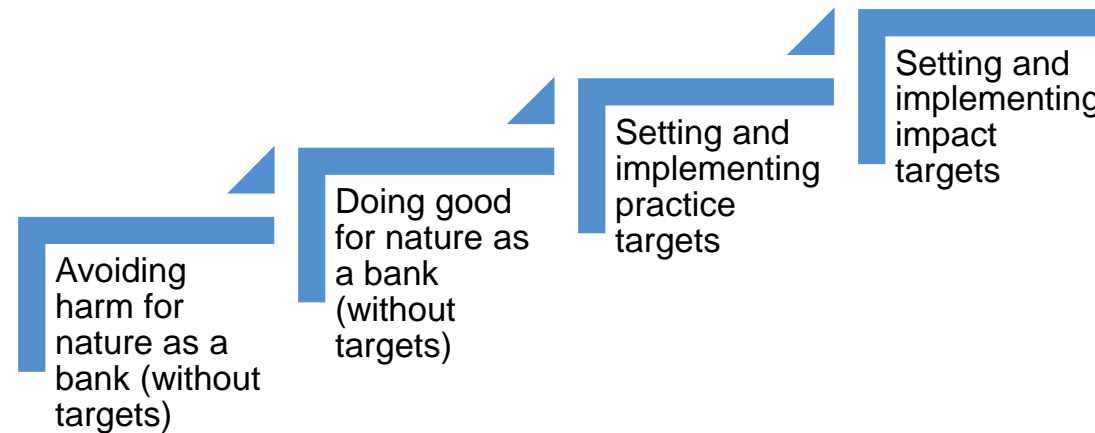 Avoiding
harm for
nature as a
bank (without
targets)
Doing good
for nature as
a bank
(without
targets)
Setting and
implementing
practice
targets
Setting and
implementing
impact
targets